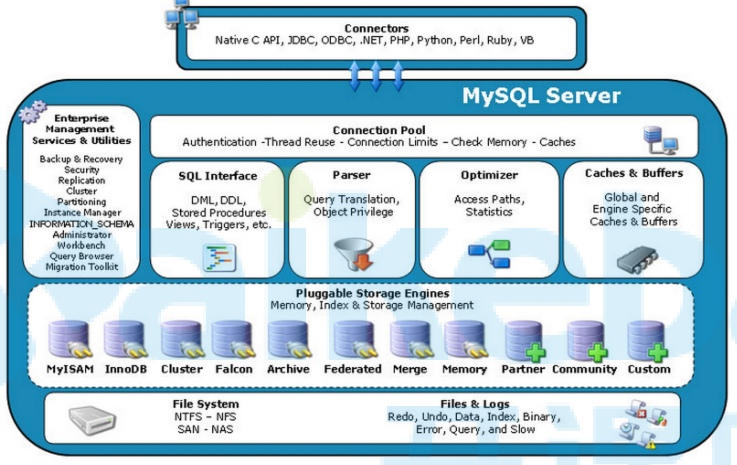 Connectors
Native C API, JDBC, ODBC, .NET, PHP, Python, Perl, Ruby, VB
MySQL Server
Enterprise
Management
Services & Utilities
Backup & Recovery
Security
Replication
Cluster
Partitioning
Instance Manager
INFORMATION_SCHEMA
Administrator
Workbench
Query Browser
Migration Toolkit
Connection Pool
Authentication -Thread Reuse - Connection Limits – Check Memory - Caches
SQL Interface
DML, DDL,
Stored Procedures
Views, Triggers, etc.
Parser
Query Translation,
Object Privilege
Optimizer
Access Paths,
Statistics
Caches & Buffers
Global and
Engine Specific
Caches & Buffers
Pluggable Storage Engines
Memory, Index & Storage Management
MyISAM InnoDB Cluster Falcon Archive Federated Merge Memory Partner Community Custom
File System
NTFS – NFS
SAN - NAS
Files & Logs
Redo, Undo, Data, Index, Binary,
Error, Query, and Slow